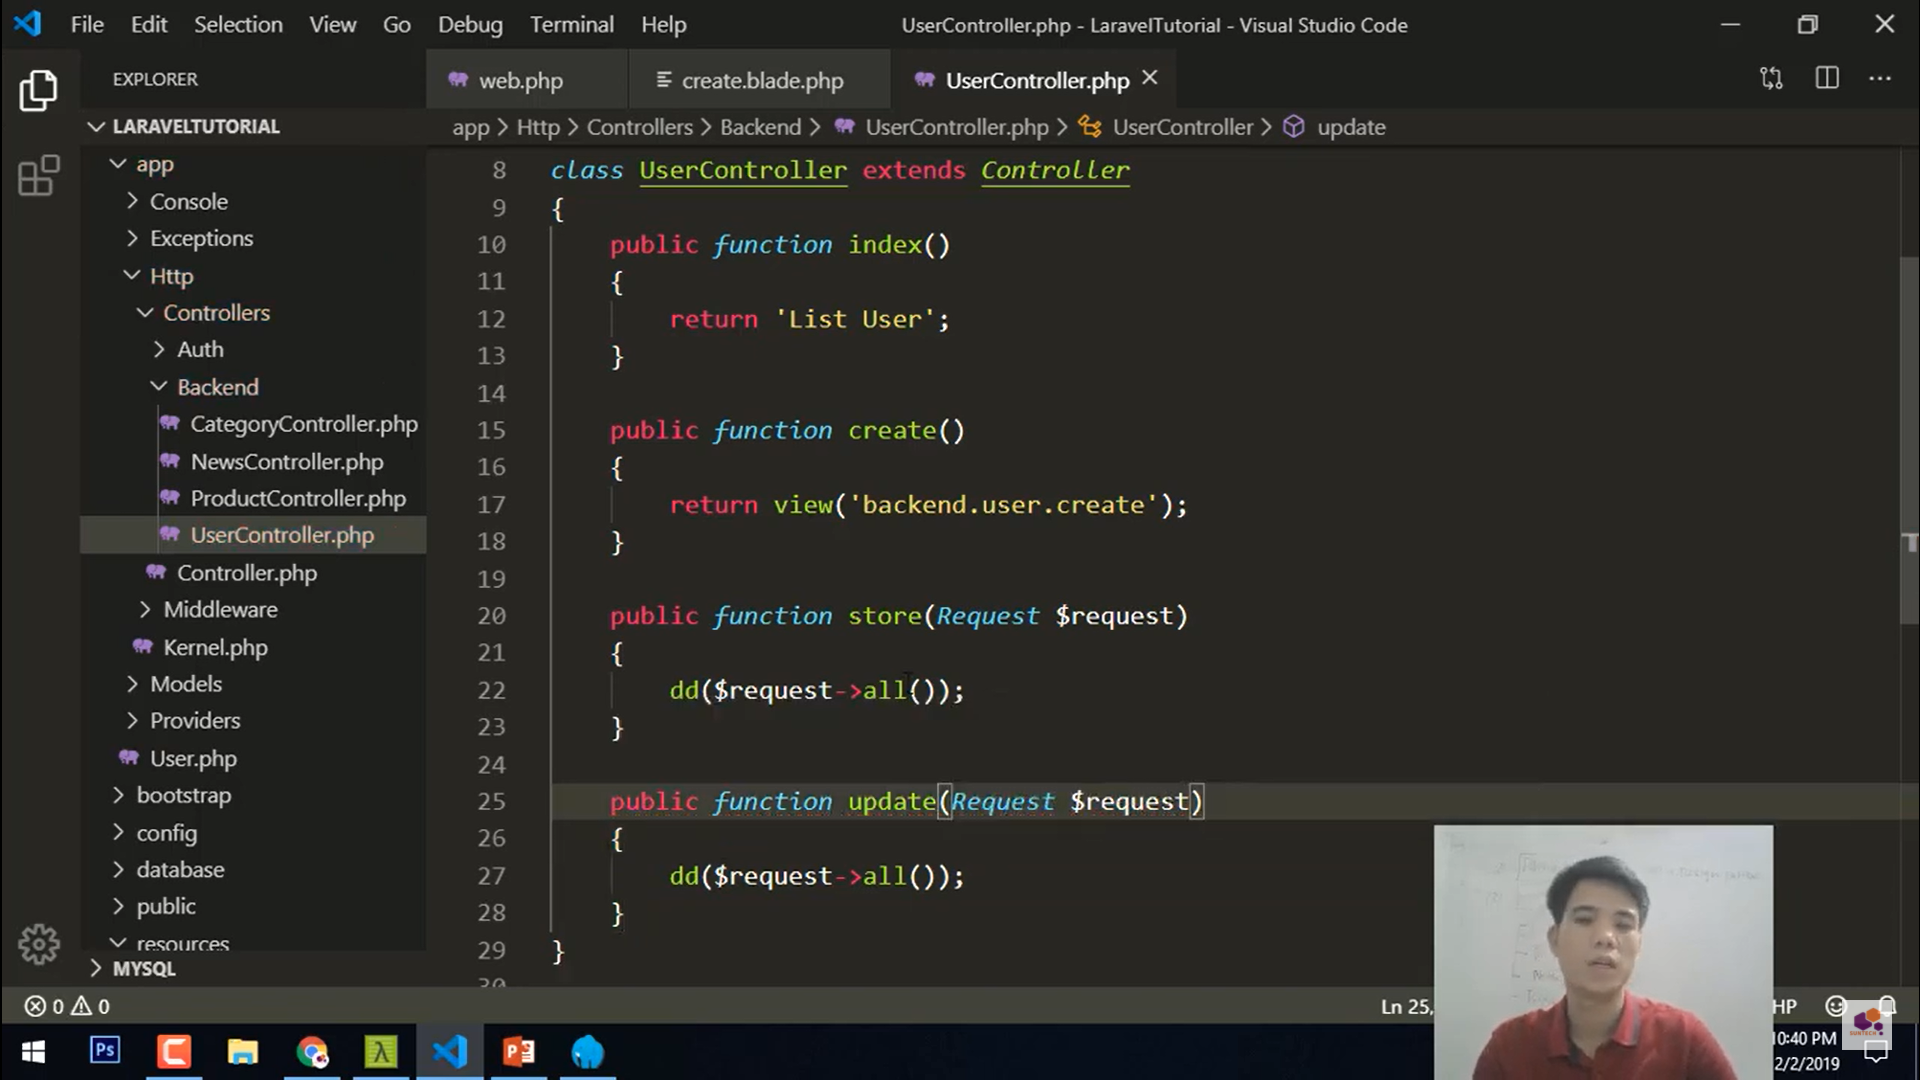 File Edit Selection View Go Debug Terminal Help
UserController.php - LaravelTutorial - Visual Studio Code
EXPLORER
web.php
create.blade.php
UserController.php
LARAVELTUTORIAL
app > Http > Controllers > Backend > UserController.php > UserController > update
app
Console
Exceptions
Http
Controllers
Auth
Backend
CategoryController.php
NewsController.php
ProductController.php
UserController.php
Controller.php
Middleware
Kernel.php
Models
Providers
User.php
bootstrap
config
database
public
resources
MYSQL
8 class UserController extends Controller
9 {
10 public function index()
11 {
12 return 'List User';
13 }
14
15 public function create()
16 {
17 return view('backend.user.create');
18 }
19
20 public function store(Request $request)
21 {
22 dd($request->all());
23 }
24
25 public function update(Request $request)
26 {
27 dd($request->all());
28 }
29 }
30
0 0
Ln 25,
HP
Ps
SUNTECH
10:40 PM
2/2/2019